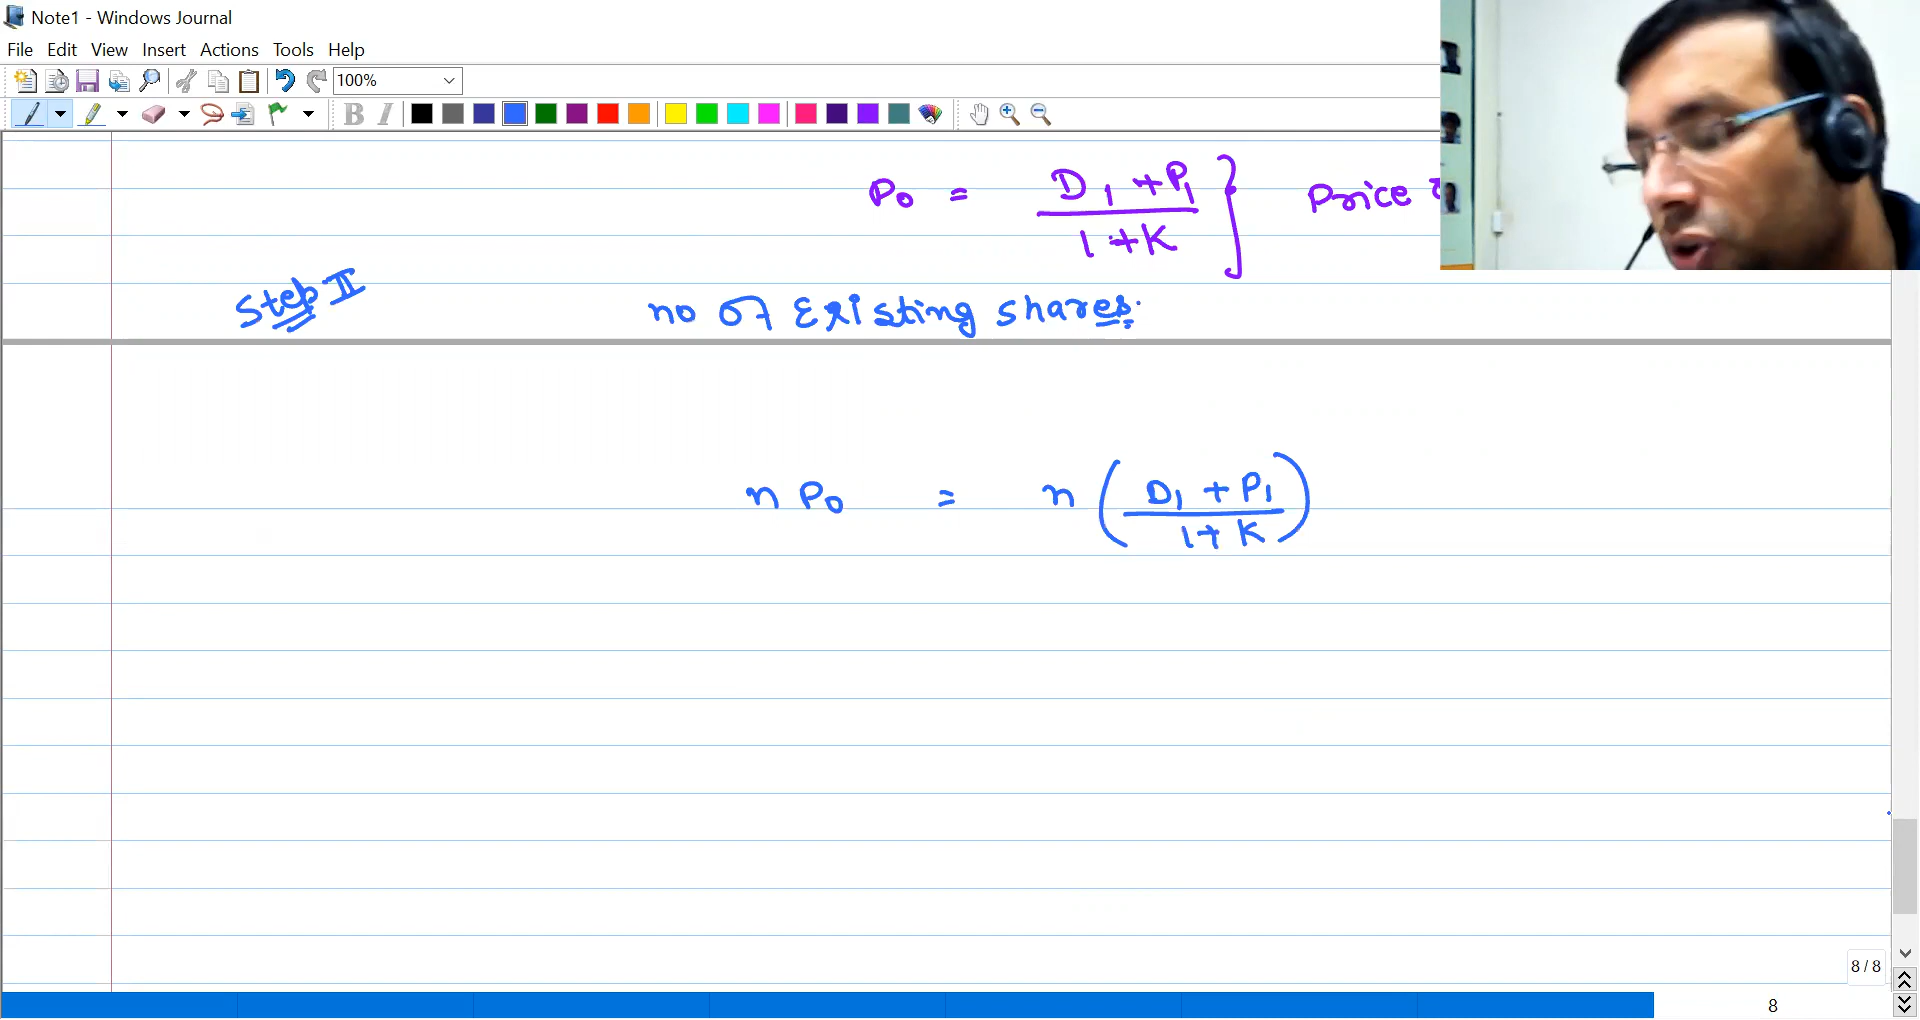 Note1 - Windows Journal
File Edit View Insert Actions Tools Help
100%
B I
P0 = D1 + P1 / 1+K } Price
Step II no of Existing shares.
n P0 = n ( D1 + P1 / 1+ K )
8 / 8
8